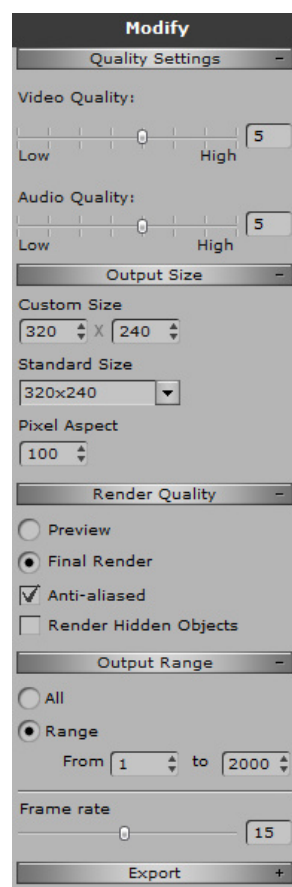 Modify
Quality Settings -
Video Quality:
5
Low High
Audio Quality:
5
Low High
Output Size -
Custom Size
320 X 240
Standard Size
320x240
Pixel Aspect
100
Render Quality -
Preview
Final Render
Anti-aliased
Render Hidden Objects
Output Range -
All
Range
From 1 to 2000
Frame rate
15
Export +